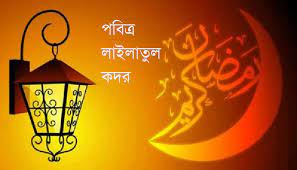 পবিত্র
লাইলাতুল
কদর
رمضان كريم